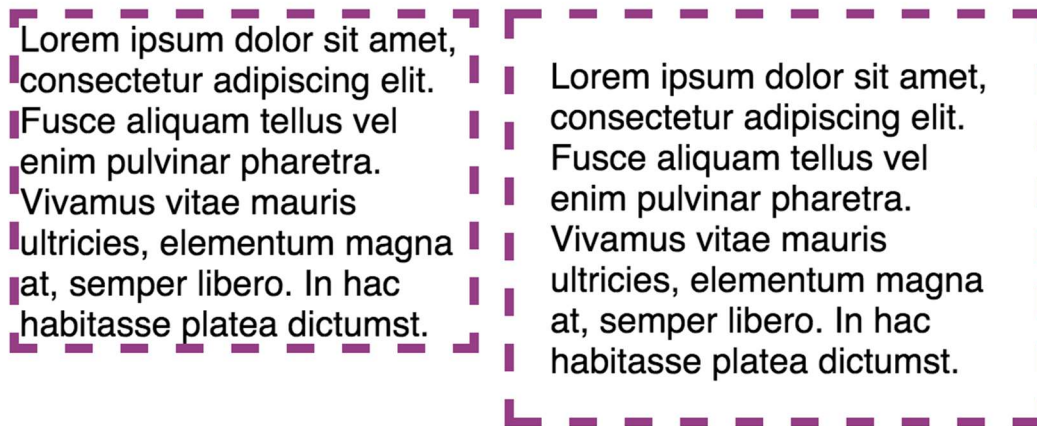 Lorem ipsum dolor sit amet,
consectetur adipiscing elit.
Fusce aliquam tellus vel
enim pulvinar pharetra.
Vivamus vitae mauris
ultricies, elementum magna
at, semper libero. In hac
habitasse platea dictumst.
Lorem ipsum dolor sit amet,
consectetur adipiscing elit.
Fusce aliquam tellus vel
enim pulvinar pharetra.
Vivamus vitae mauris
ultricies, elementum magna
at, semper libero. In hac
habitasse platea dictumst.